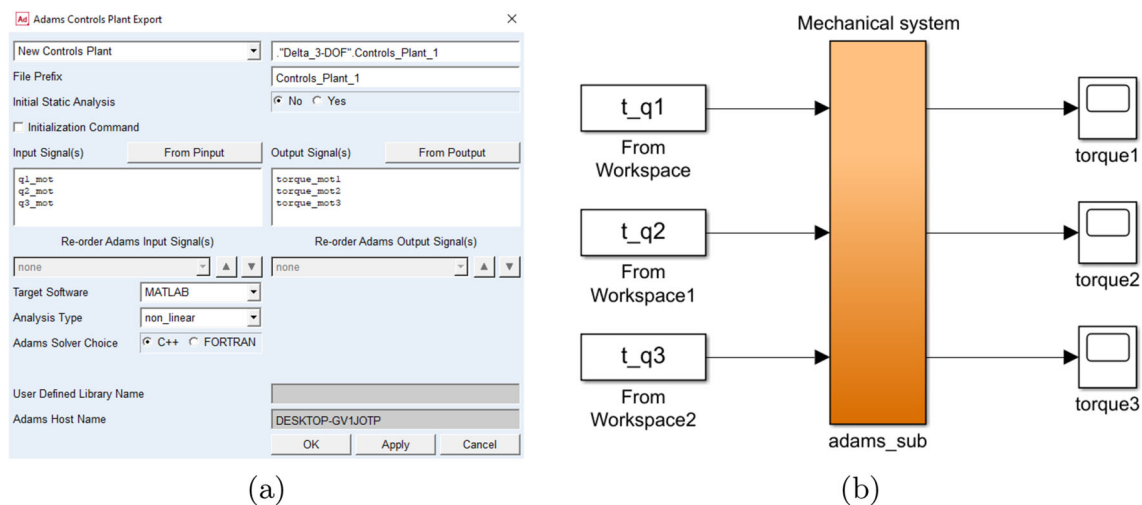 Ad Adams Controls Plant Export
New Controls Plant
."Delta_3-DOF".Controls_Plant_1
File Prefix
Controls_Plant_1
Initial Static Analysis
No Yes
Initialization Command
Input Signal(s)
From Pinput
Output Signal(s)
From Poutput
q1_mot
q2_mot
q3_mot
torque_mot1
torque_mot2
torque_mot3
Re-order Adams Input Signal(s)
Re-order Adams Output Signal(s)
none
none
Target Software
MATLAB
Analysis Type
non_linear
Adams Solver Choice
C++ FORTRAN
User Defined Library Name
Adams Host Name
DESKTOP-GV1JOTP
OK
Apply
Cancel
(a)
Mechanical system
t_q1
From
Workspace
torque1
t_q2
From
Workspace1
torque2
t_q3
From
Workspace2
torque3
adams_sub
(b)